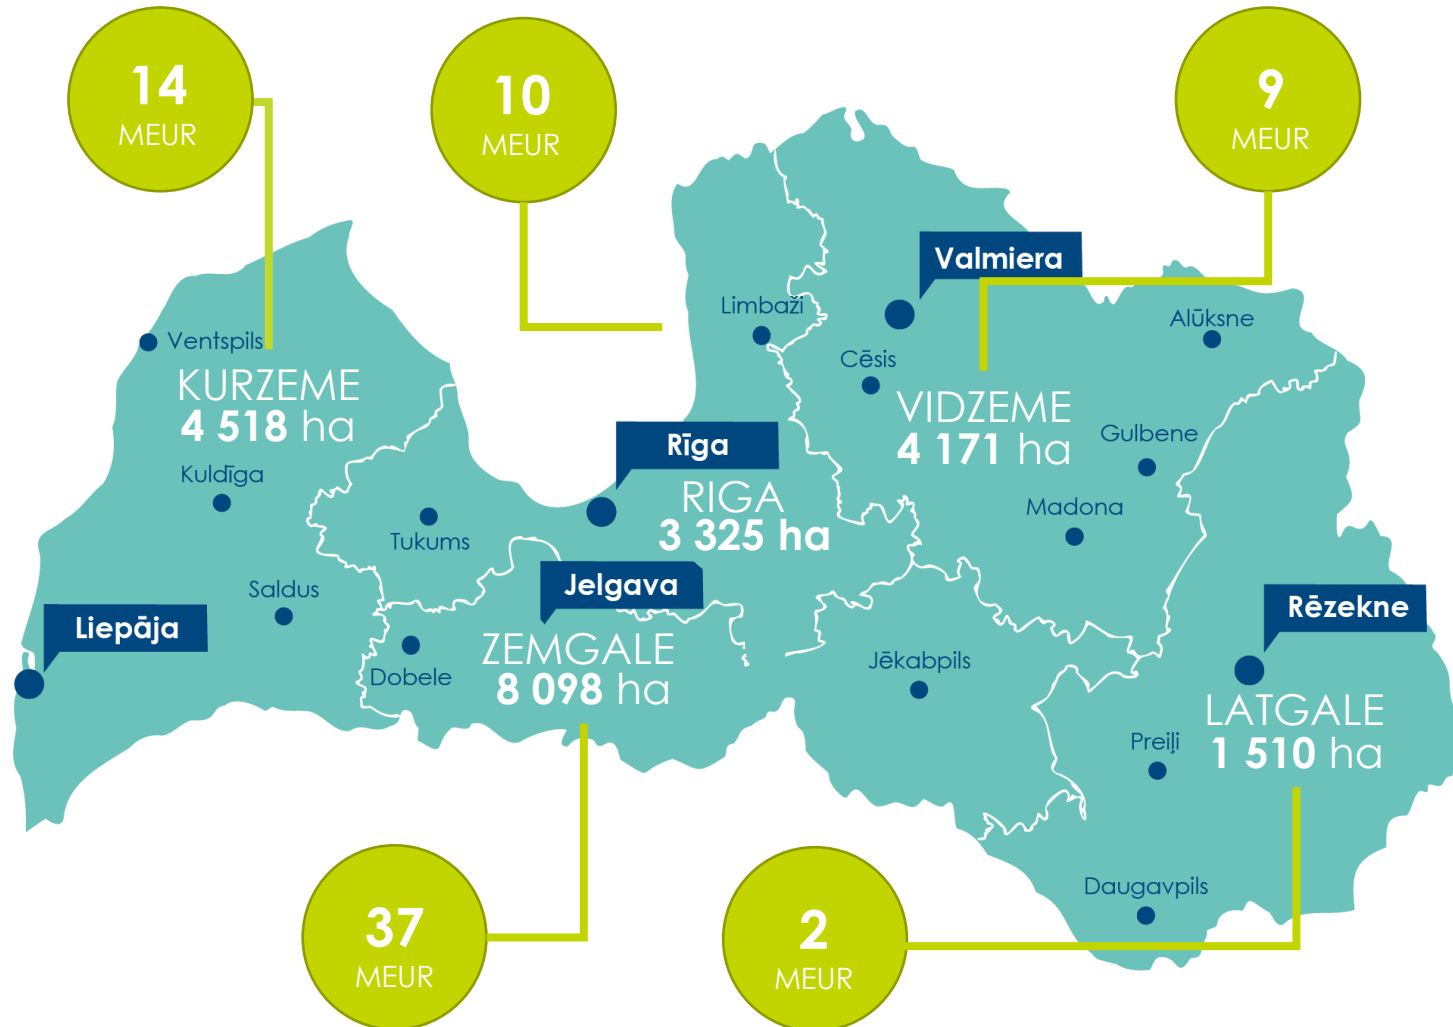 14
MEUR
10
MEUR
9
MEUR
Valmiera
Limbaži
Alūksne
Ventspils
Cēsis
KURZEME
4 518 ha
VIDZEME
4 171 ha
Gulbene
Rīga
Kuldīga
RIGA
3 325 ha
Madona
Tukums
Jelgava
Saldus
Rēzekne
Liepāja
ZEMGALE
8 098 ha
Dobele
Jēkabpils
LATGALE
1 510 ha
Preiļi
Daugavpils
37
MEUR
2
MEUR